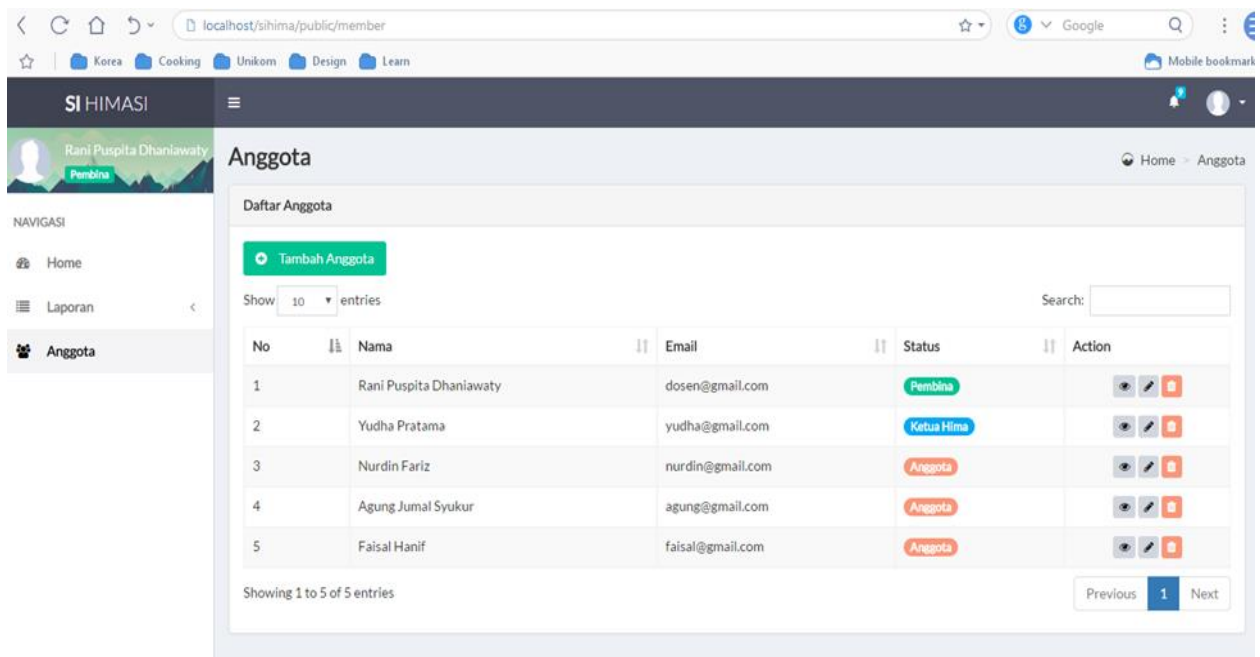 localhost/sihima/public/member
Google
Korea Cooking Unikom Design Learn
Mobile bookmark
SI HIMASI
9
Rani Puspita Dhaniawaty
Pembina
Anggota
Home > Anggota
NAVIGASI
Home
Laporan
Anggota
Daftar Anggota
Tambah Anggota
Show 10 entries
Search:
No Nama Email Status Action
1 Rani Puspita Dhaniawaty dosen@gmail.com Pembina
2 Yudha Pratama yudha@gmail.com Ketua Hima
3 Nurdin Fariz nurdin@gmail.com Anggota
4 Agung Jumal Syukur agung@gmail.com Anggota
5 Faisal Hanif faisal@gmail.com Anggota
Showing 1 to 5 of 5 entries
Previous 1 Next